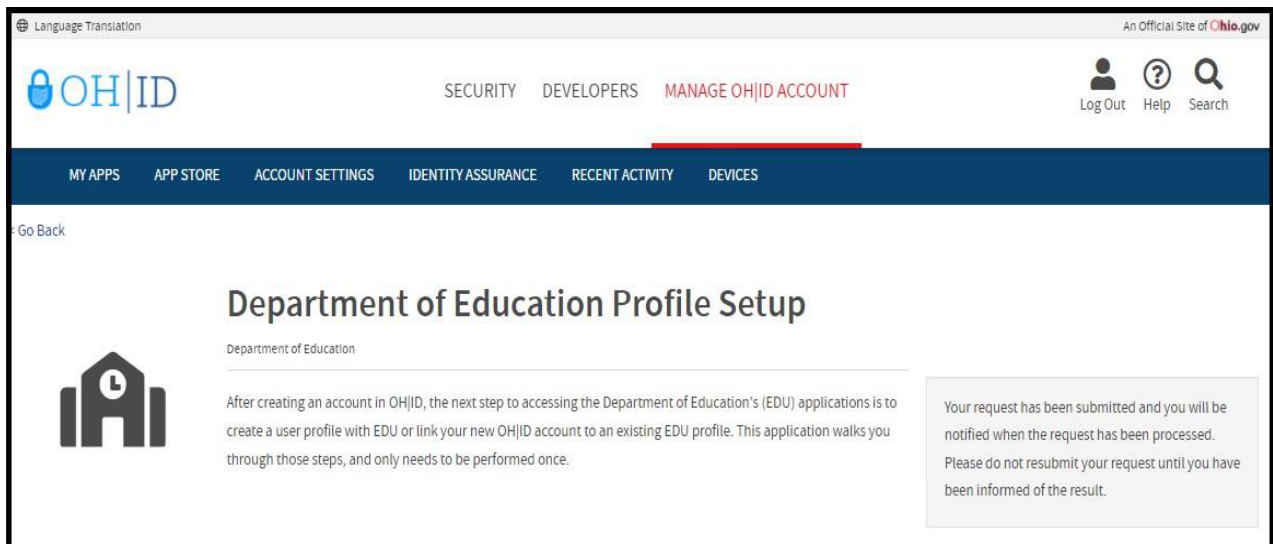 Language Translation
An Official Site of Ohio.gov
OH|ID
SECURITY DEVELOPERS MANAGE OH|ID ACCOUNT
Log Out Help Search
MY APPS APP STORE ACCOUNT SETTINGS IDENTITY ASSURANCE RECENT ACTIVITY DEVICES
< Go Back
Department of Education Profile Setup
Department of Education
After creating an account in OH|ID, the next step to accessing the Department of Education's (EDU) applications is to
create a user profile with EDU or link your new OH|ID account to an existing EDU profile. This application walks you
through those steps, and only needs to be performed once.
Your request has been submitted and you will be
notified when the request has been processed.
Please do not resubmit your request until you have
been informed of the result.